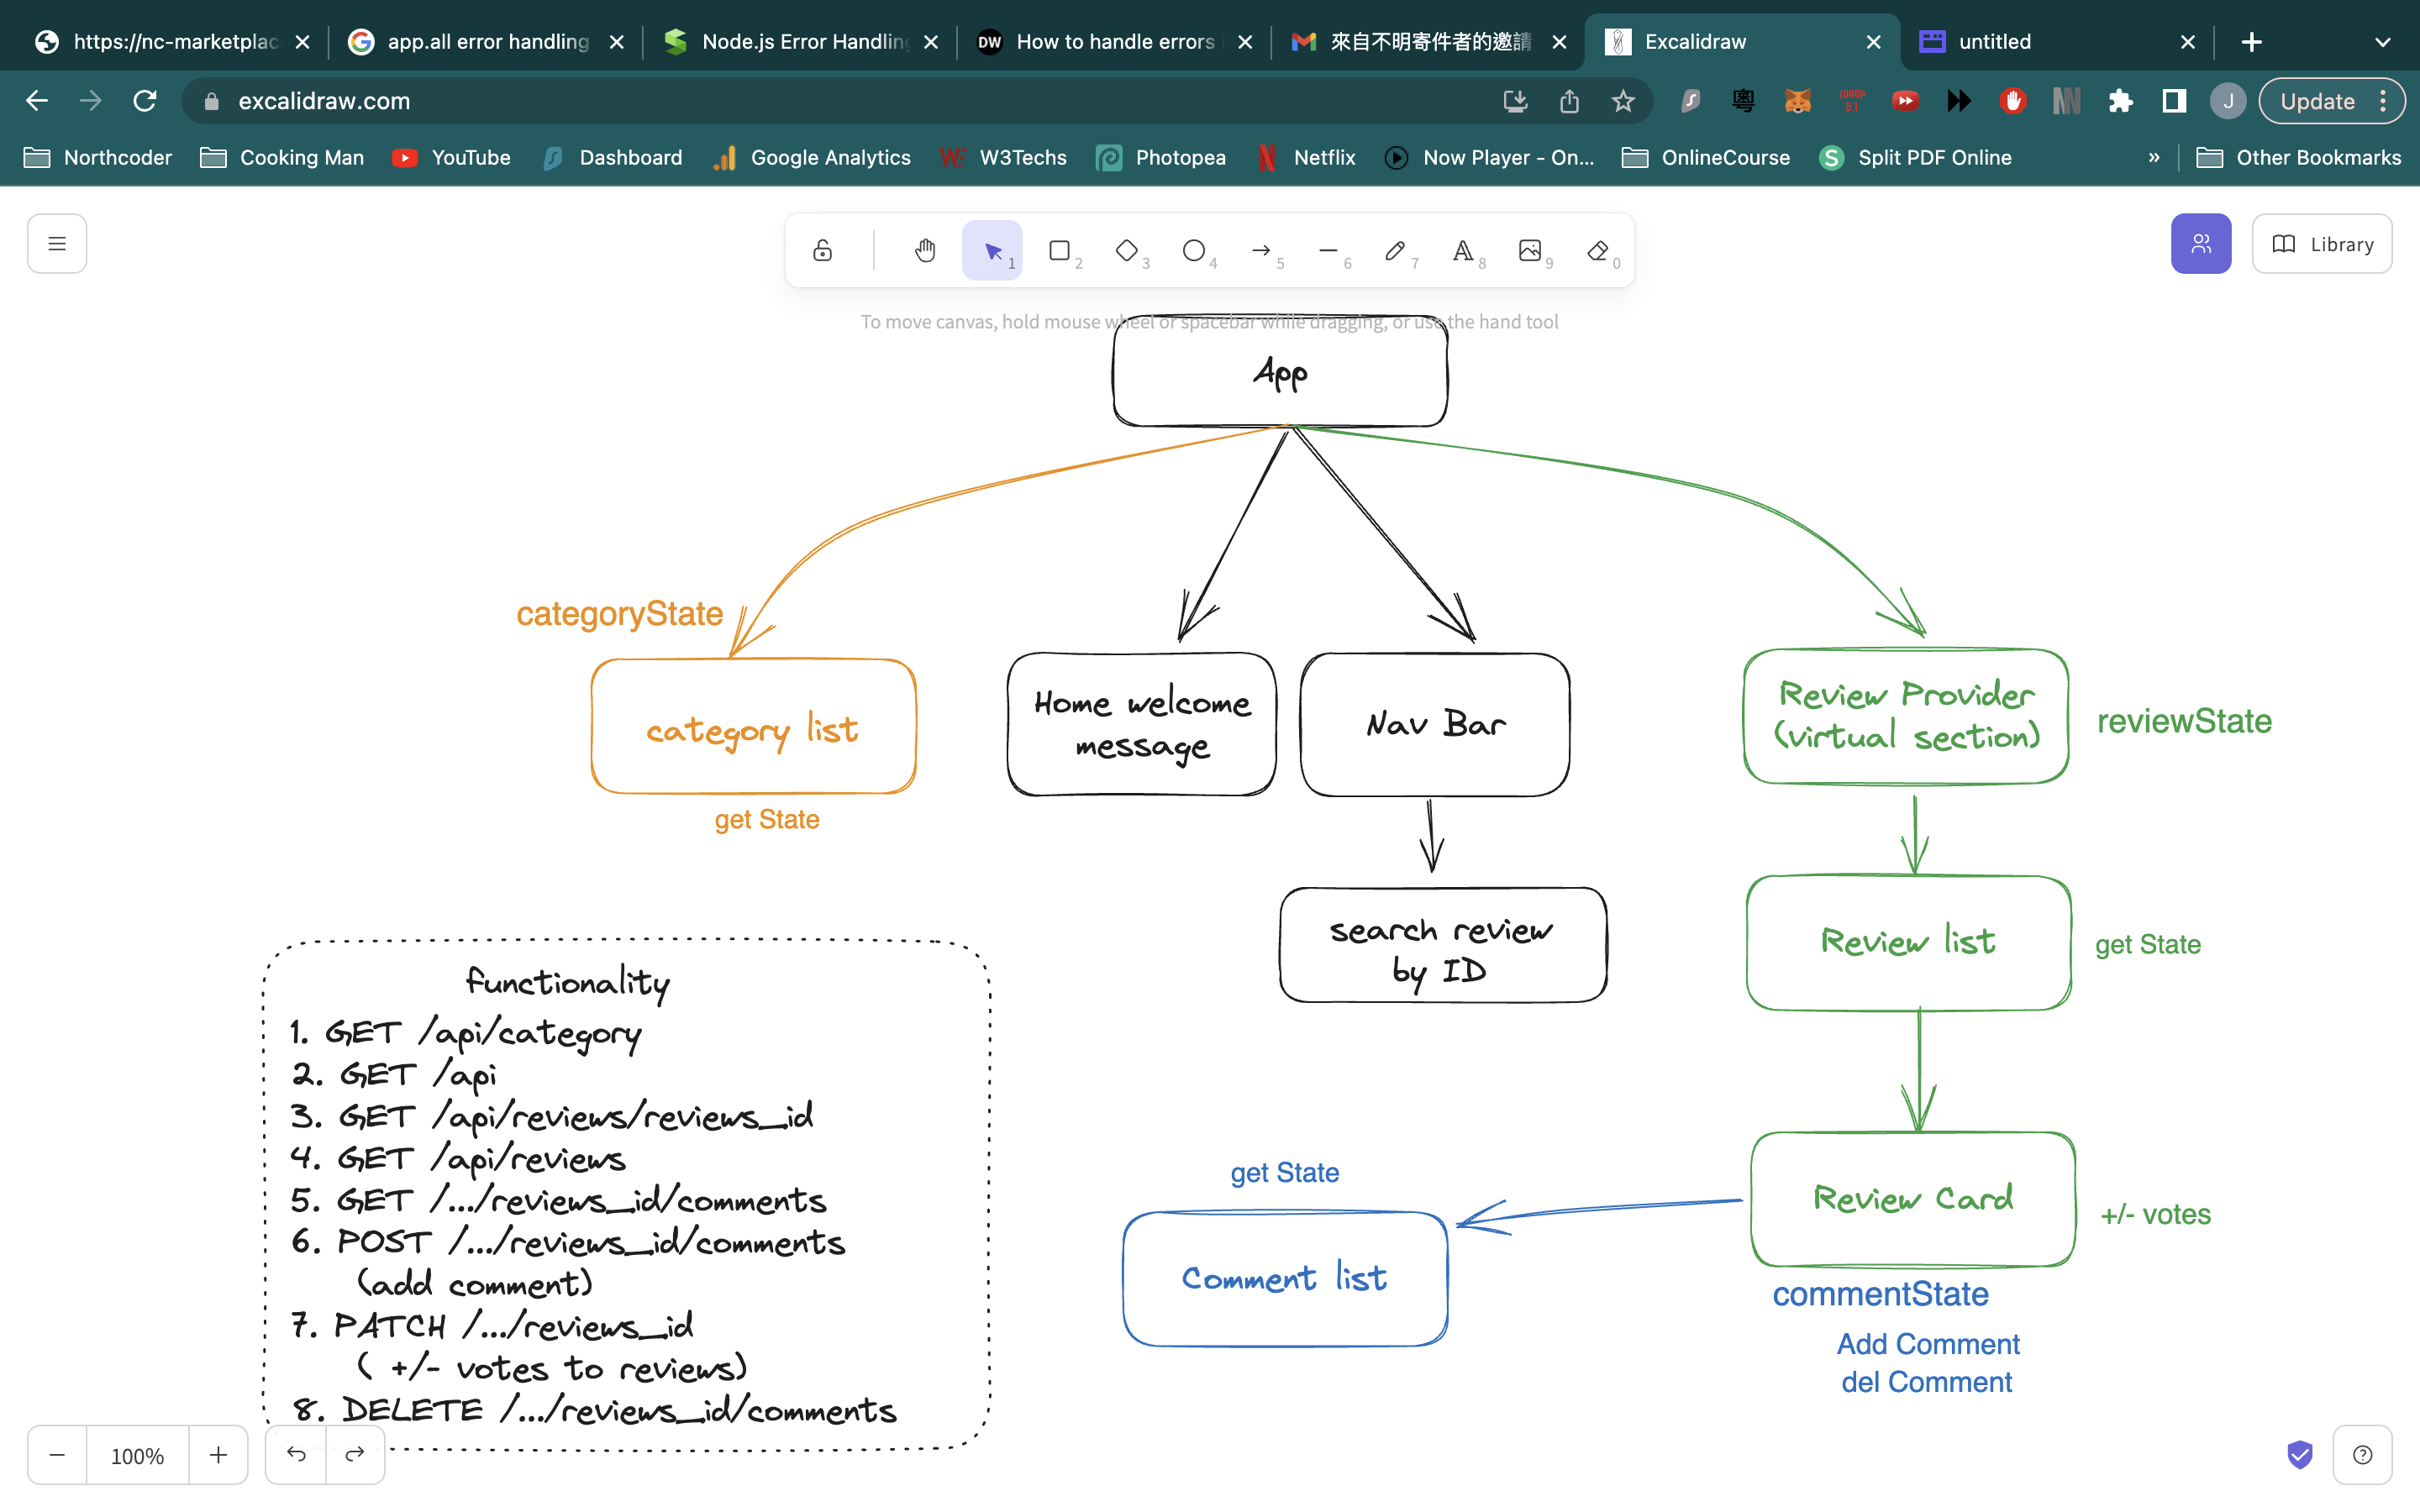 https://nc-marketplac
app.all error handling
Node.js Error Handling
DW
How to handle errors
來自不明寄件者的邀請
Excalidraw
untitled
excalidraw.com
粵
1080P
5.1
J
Update
Northcoder
Cooking Man
YouTube
Dashboard
Google Analytics
W3Techs
Photopea
Netflix
Now Player - On...
OnlineCourse
S
Split PDF Online
»
Other Bookmarks
1
2
3
4
5
6
7
A
8
9
0
Library
To move canvas, hold mouse wheel or spacebar while dragging, or use the hand tool
App
categoryState
category list
get State
Home welcome
message
Nav Bar
Review Provider
(virtual section)
reviewState
search review
by ID
Review list
get State
functionality
1. GET /api/category
2. GET /api
3. GET /api/reviews/reviews_id
4. GET /api/reviews
5. GET /.../reviews_id/comments
6. POST /.../reviews_id/comments
(add comment)
7. PATCH /.../reviews_id
( +/- votes to reviews)
8. DELETE /.../reviews_id/comments
get State
Comment list
Review Card
+/- votes
commentState
Add Comment
del Comment
100%